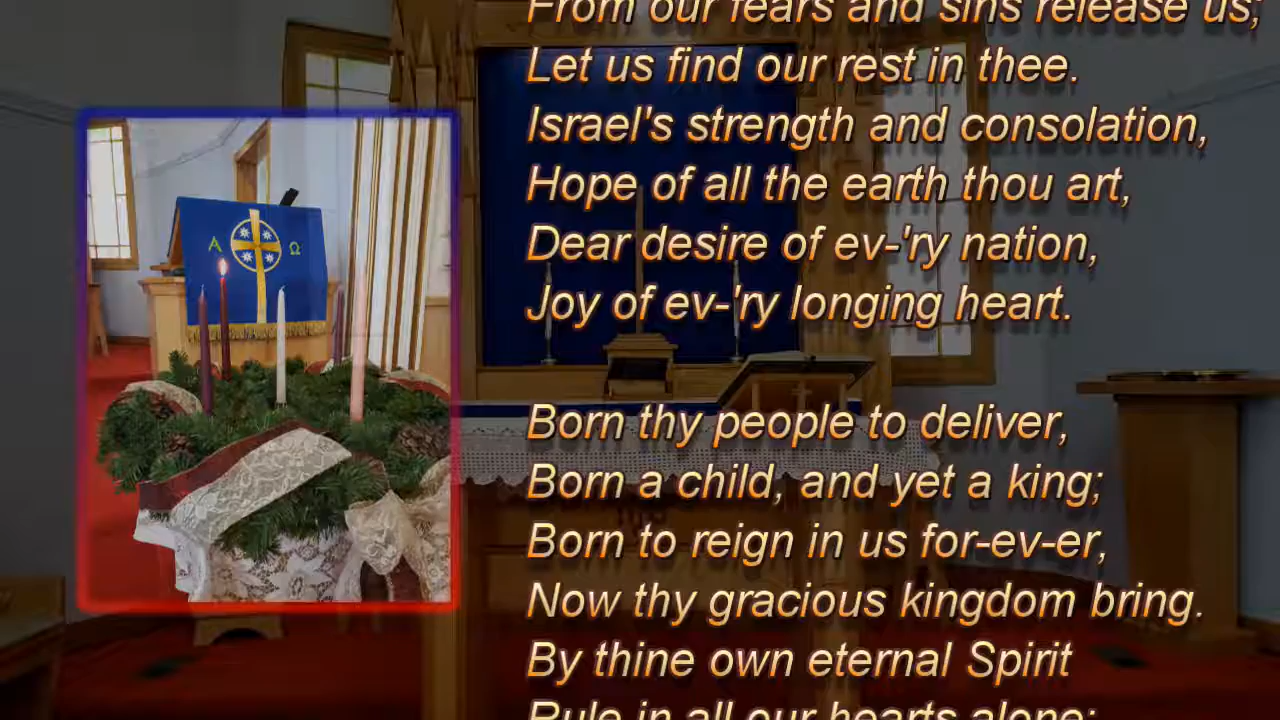 From our fears and sins release us;
Let us find our rest in thee.
Israel's strength and consolation,
Hope of all the earth thou art,
Dear desire of ev-'ry nation,
Joy of ev-'ry longing heart.
Born thy people to deliver,
Born a child, and yet a king;
Born to reign in us for-ev-er,
Now thy gracious kingdom bring.
By thine own eternal Spirit
Rule in all our hearts alone;
Α Ω